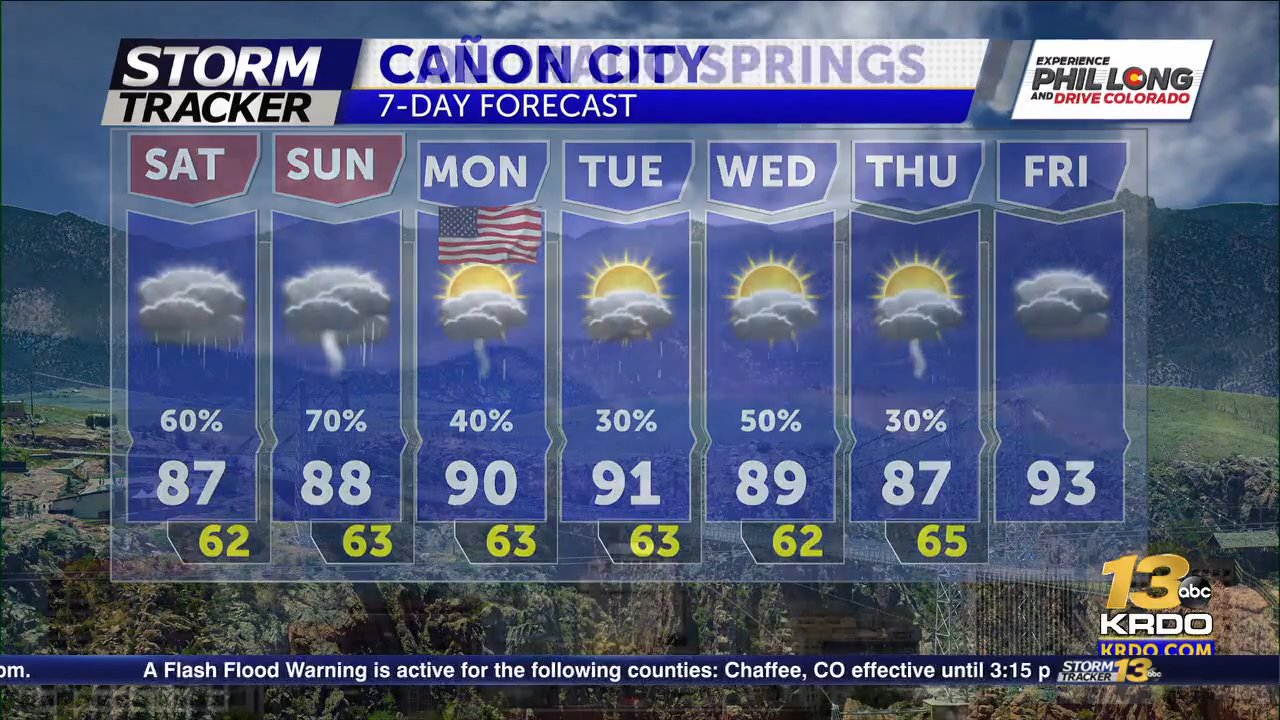 STORM
TRACKER
CAÑON CITY
SPRINGS
7-DAY FORECAST
EXPERIENCE
PHIL LONG
AND DRIVE COLORADO
SAT SUN MON TUE WED THU FRI
60% 70% 40% 30% 50% 30%
87 88 90 91 89 87 93
62 63 63 63 62 65
13 abc
KRDO
KRDO.COM
om. A Flash Flood Warning is active for the following counties: Chaffee, CO effective until 3:15 p
STORM
TRACKER 13 abc